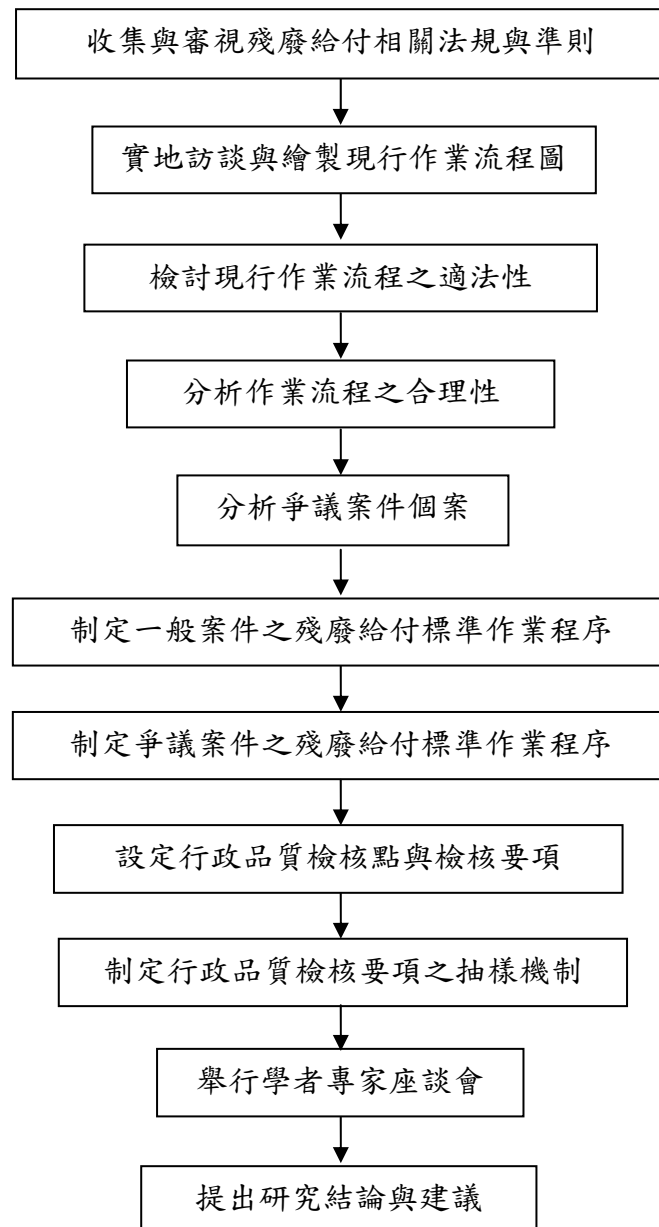 收集與審視殘廢給付相關法規與準則
實地訪談與繪製現行作業流程圖
檢討現行作業流程之適法性
分析作業流程之合理性
分析爭議案件個案
制定一般案件之殘廢給付標準作業程序
制定爭議案件之殘廢給付標準作業程序
設定行政品質檢核點與檢核要項
制定行政品質檢核要項之抽樣機制
舉行學者專家座談會
提出研究結論與建議